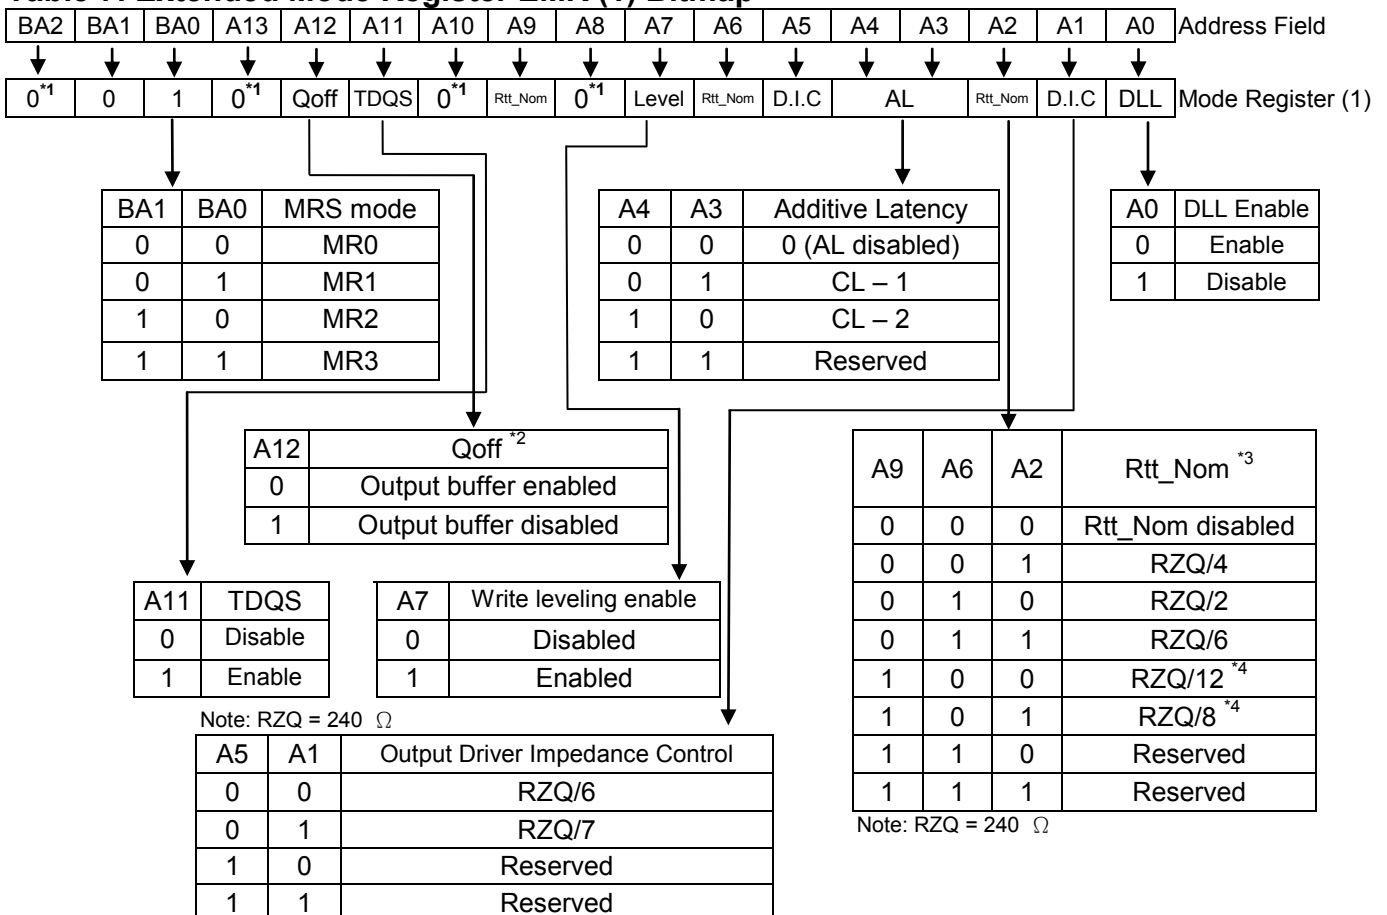 BA2 BA1 BA0 A13 A12 A11 A10 A9 A8 A7 A6 A5 A4 A3 A2 A1 A0 Address Field
0*1 0 1 0*1 Qoff TDQS 0*1 Rtt_Nom 0*1 Level Rtt_Nom D.I.C AL Rtt_Nom D.I.C DLL Mode Register (1)
BA1 BA0 MRS mode
0 0 MR0
0 1 MR1
1 0 MR2
1 1 MR3
A4 A3 Additive Latency
0 0 0 (AL disabled)
0 1 CL – 1
1 0 CL – 2
1 1 Reserved
A0 DLL Enable
0 Enable
1 Disable
A12 Qoff *2
0 Output buffer enabled
1 Output buffer disabled
A9 A6 A2 Rtt_Nom *3
0 0 0 Rtt_Nom disabled
0 0 1 RZQ/4
0 1 0 RZQ/2
0 1 1 RZQ/6
1 0 0 RZQ/12 *4
1 0 1 RZQ/8 *4
1 1 0 Reserved
1 1 1 Reserved
Note: RZQ = 240 Ω
A11 TDQS
0 Disable
1 Enable
A7 Write leveling enable
0 Disabled
1 Enabled
Note: RZQ = 240 Ω
A5 A1 Output Driver Impedance Control
0 0 RZQ/6
0 1 RZQ/7
1 0 Reserved
1 1 Reserved